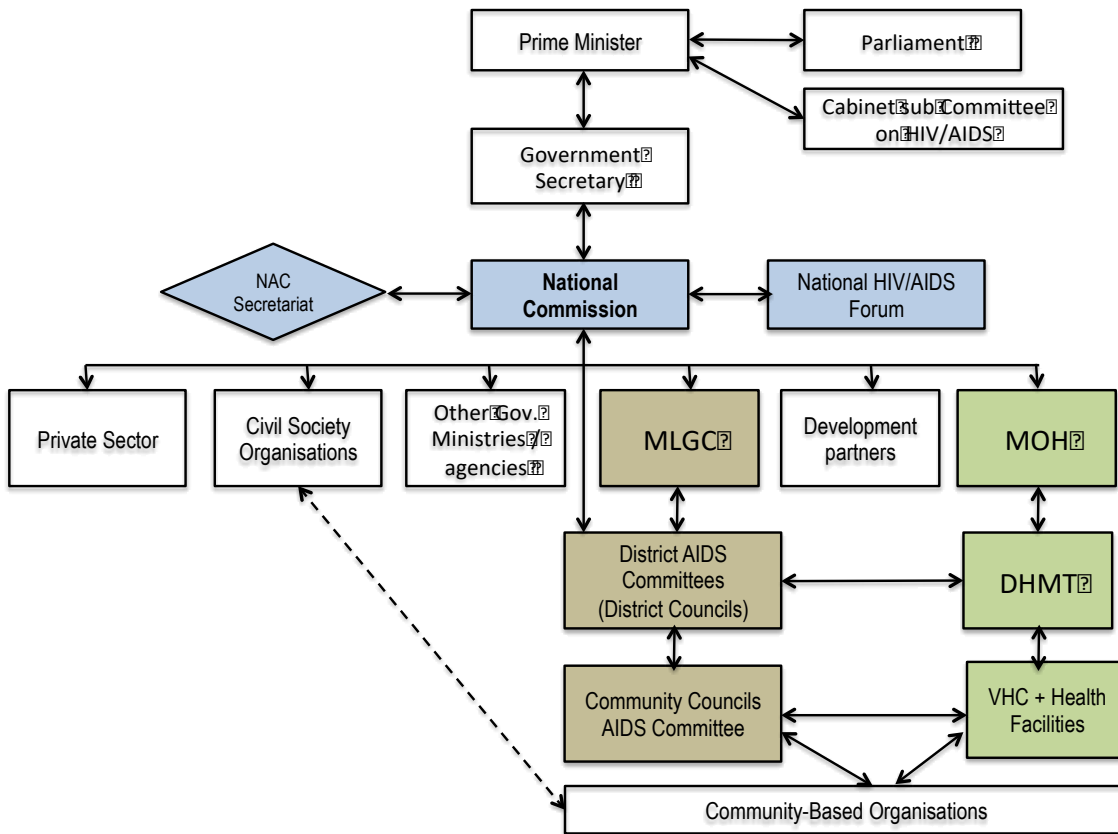 Prime Minister
Parliament⍰⍰
Cabinet⍰sub⍰Committee⍰
on⍰HIV/AIDS⍰
Government⍰
Secretary⍰⍰
NAC
Secretariat
National
Commission
National HIV/AIDS
Forum
Private Sector
Civil Society
Organisations
Other⍰Gov.⍰
Ministries⍰/⍰
agencies⍰⍰
MLGC⍰
Development
partners
MOH⍰
District AIDS
Committees
(District Councils)
DHMT⍰
Community Councils
AIDS Committee
VHC + Health
Facilities
Community-Based Organisations